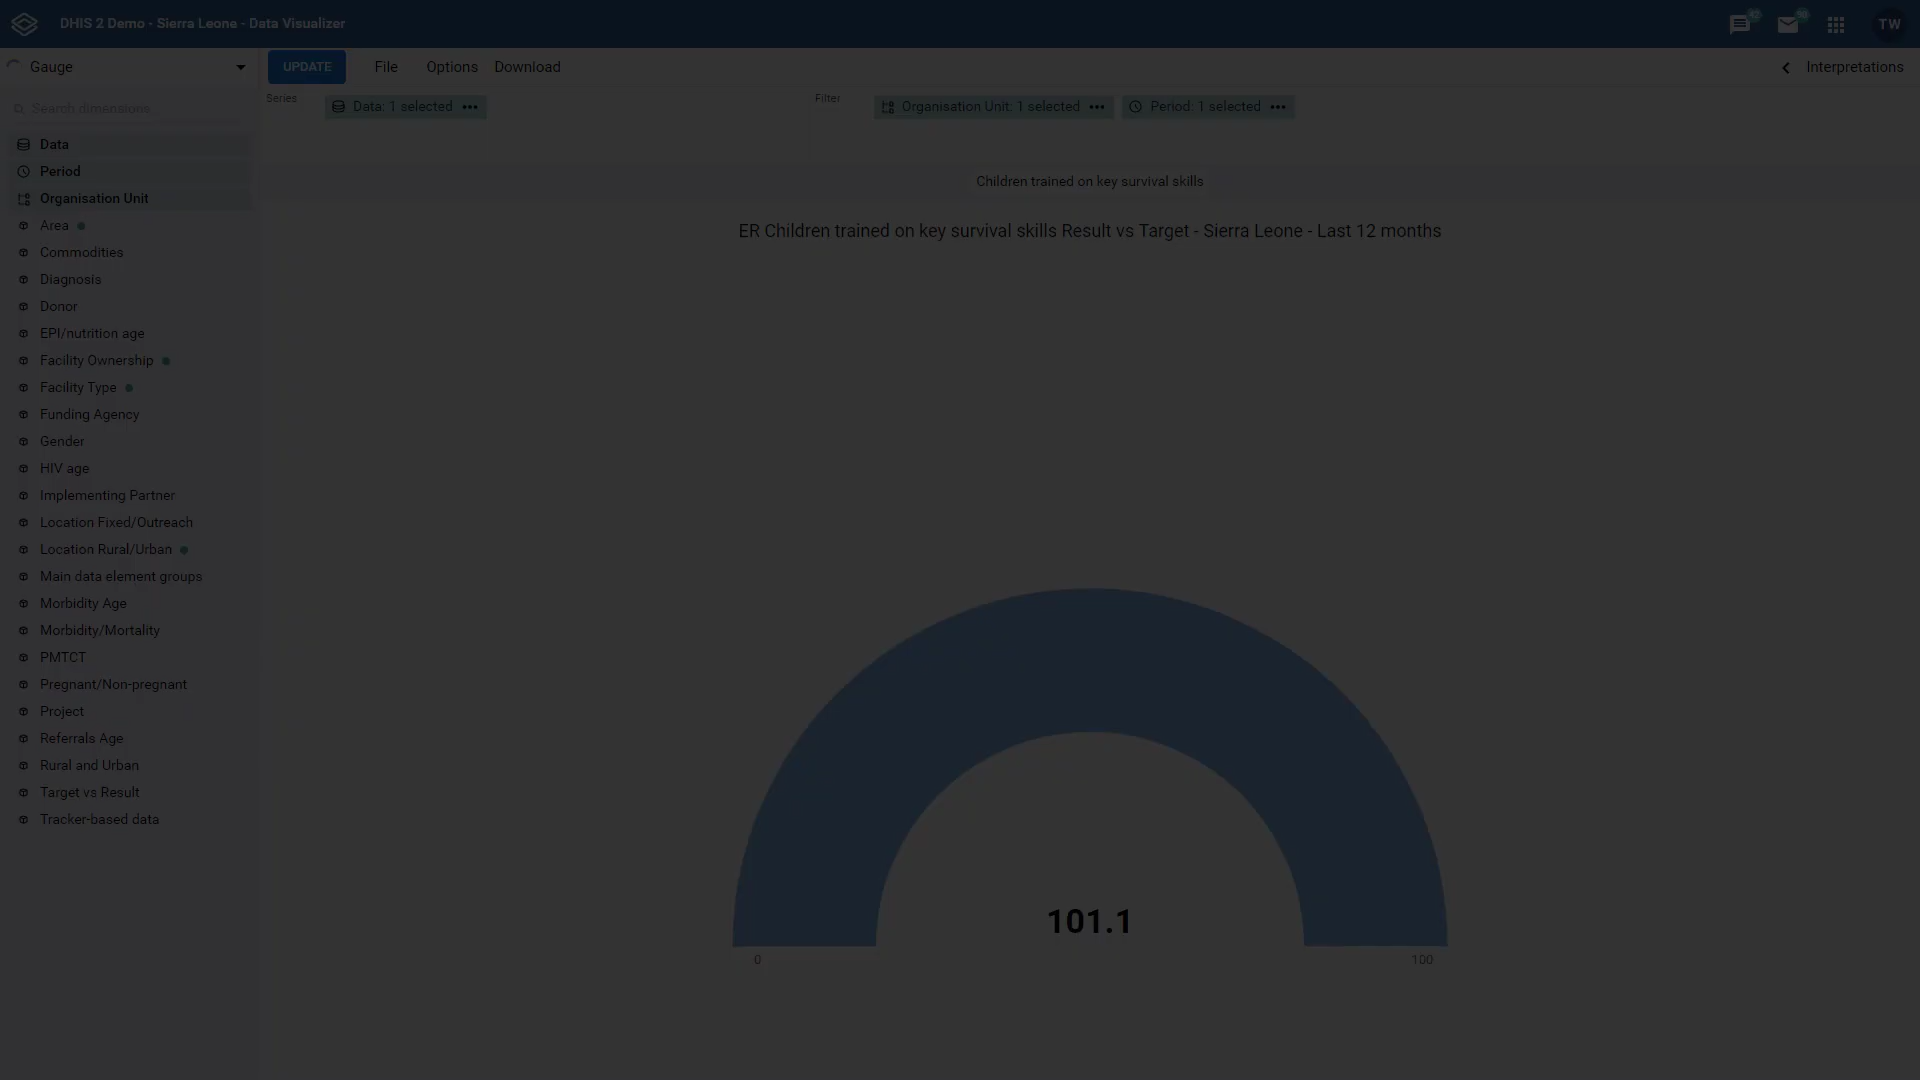 DHIS 2 Demo - Sierra Leone - Data Visualizer
TW
Gauge
UPDATE
File
Options
Download
Interpretations
Search dimensions
Series
Data: 1 selected
Filter
Organisation Unit: 1 selected
Period: 1 selected
Data
Period
Organisation Unit
Area
Commodities
Diagnosis
Donor
EPI/nutrition age
Facility Ownership
Facility Type
Funding Agency
Gender
HIV age
Implementing Partner
Location Fixed/Outreach
Location Rural/Urban
Main data element groups
Morbidity Age
Morbidity/Mortality
PMTCT
Pregnant/Non-pregnant
Project
Referrals Age
Rural and Urban
Target vs Result
Tracker-based data
Children trained on key survival skills
ER Children trained on key survival skills Result vs Target - Sierra Leone - Last 12 months
101.1
0
100